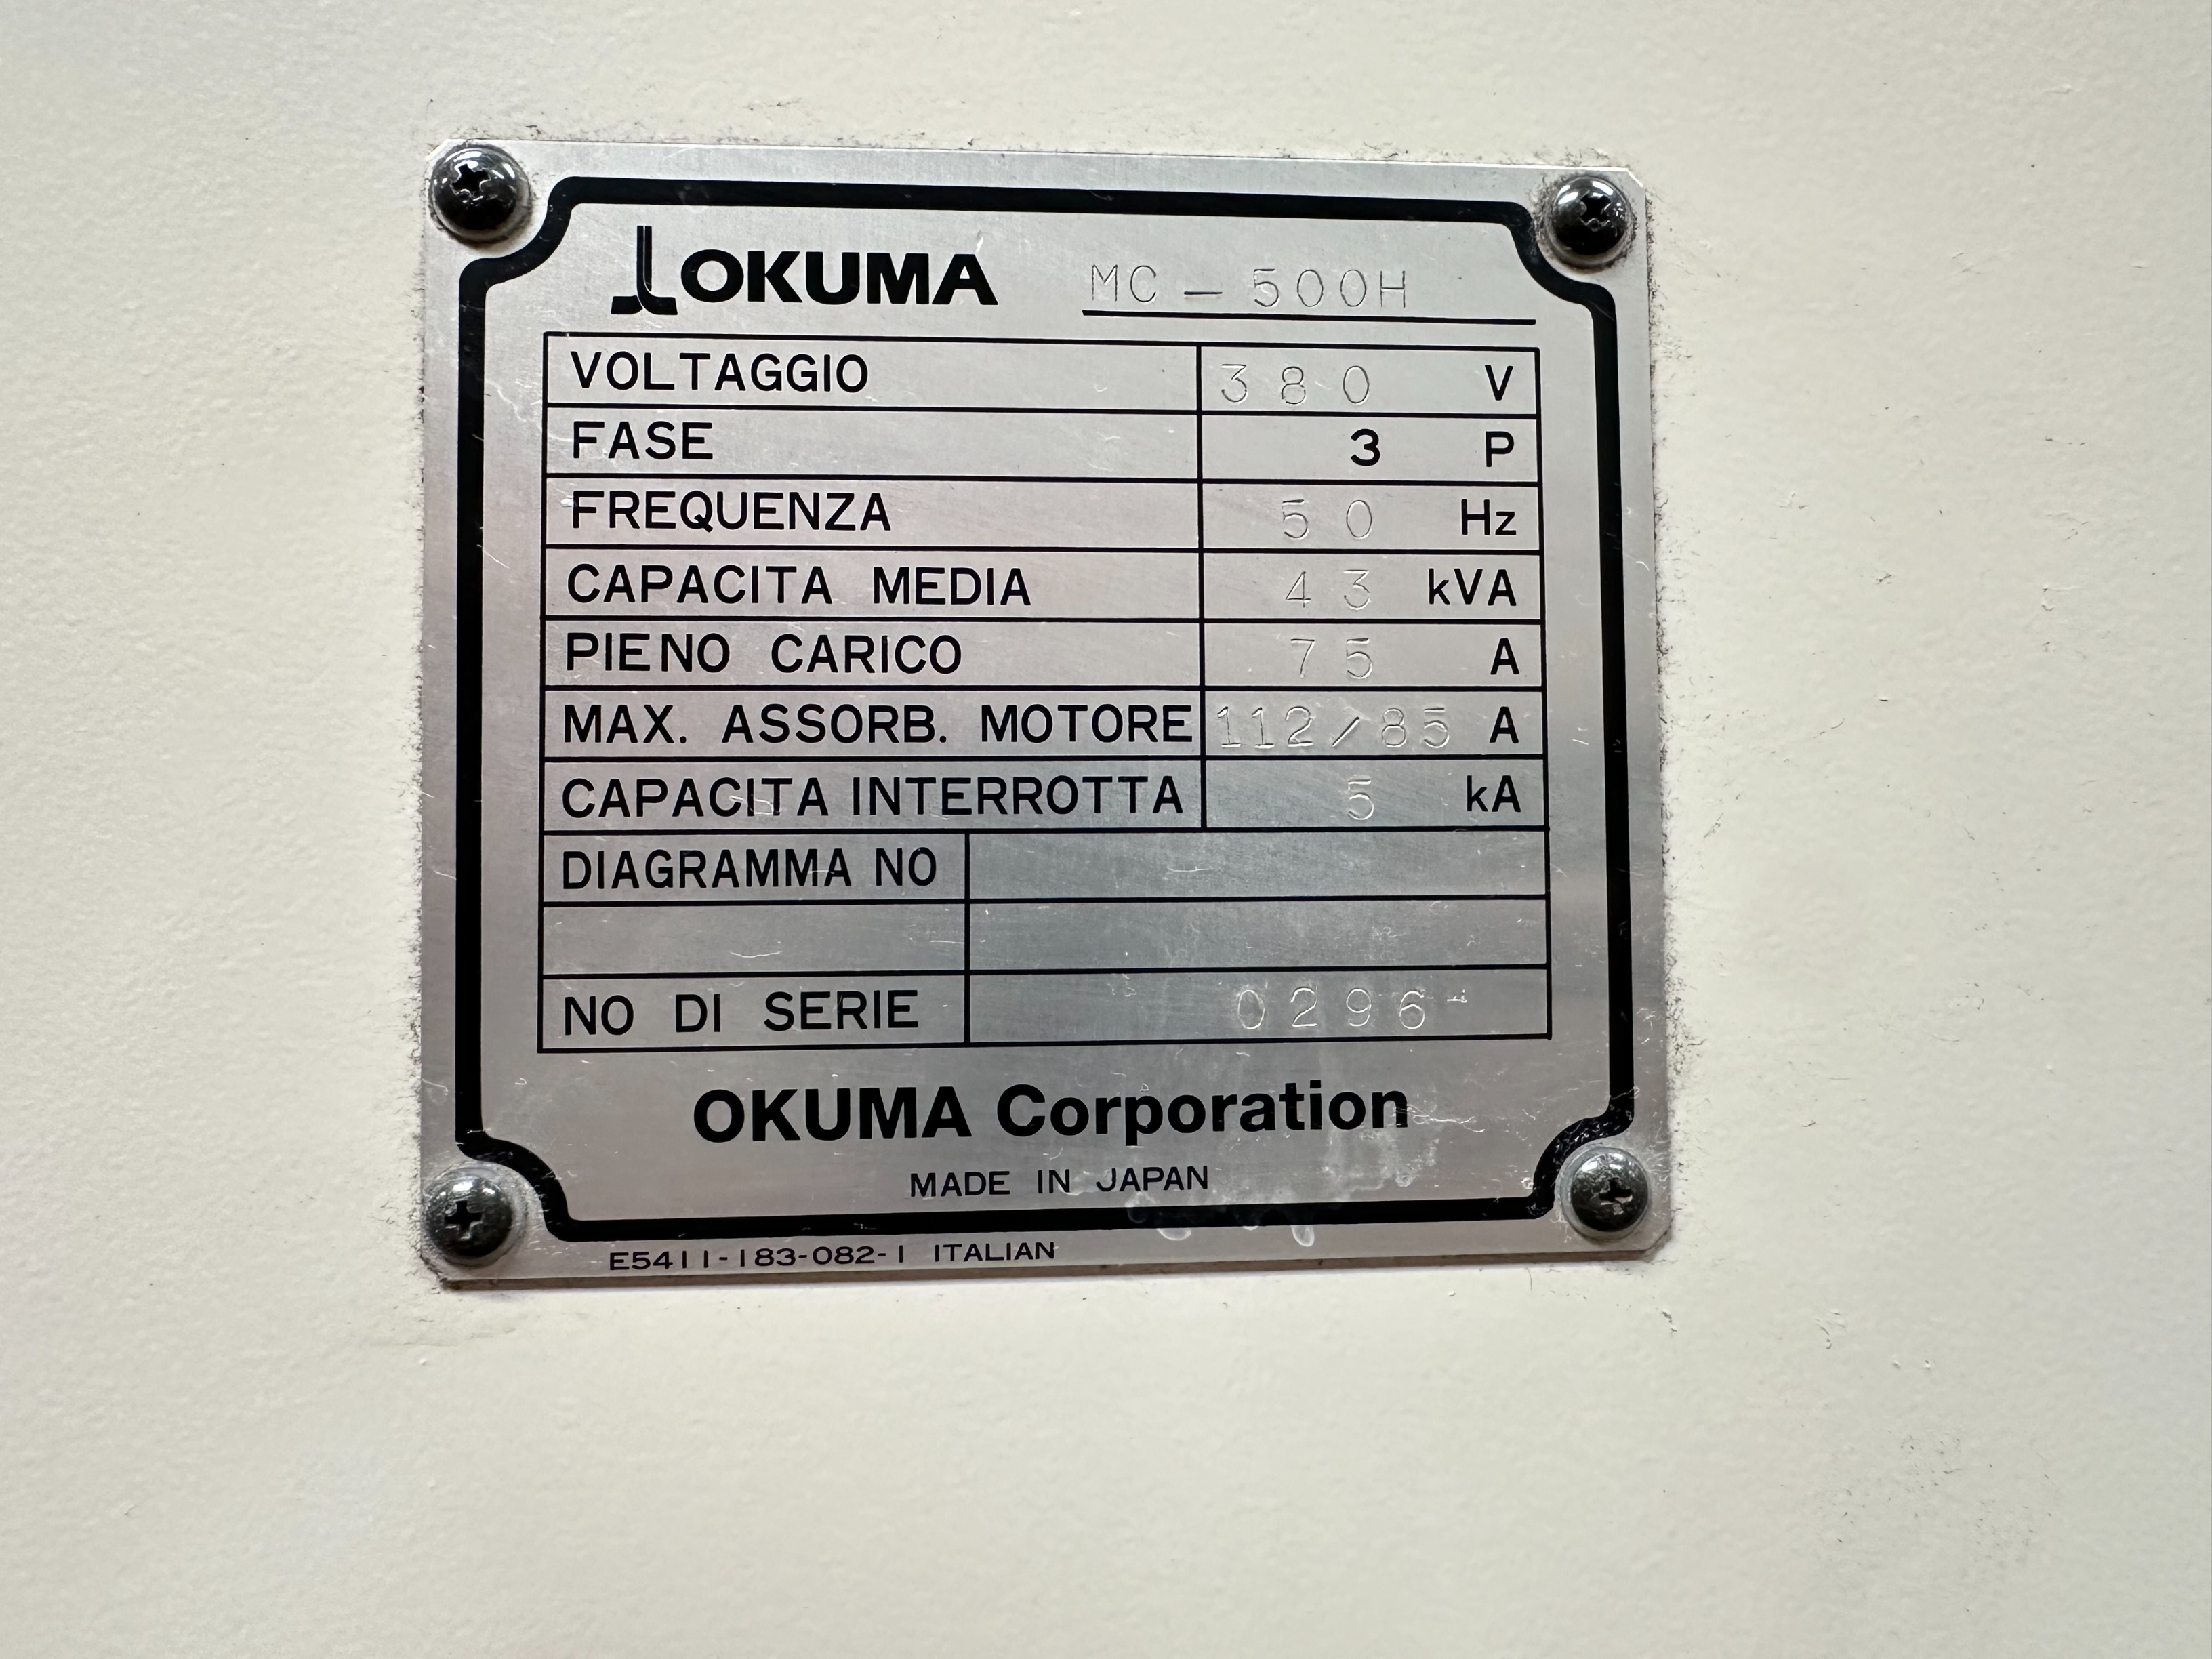 OKUMA MC-500H
VOLTAGGIO 380 V
FASE 3 P
FREQUENZA 50 Hz
CAPACITA MEDIA 43 kVA
PIENO CARICO 75 A
MAX. ASSORB. MOTORE 112/85 A
CAPACITA INTERROTTA 5 kA
DIAGRAMMA NO
NO DI SERIE 0296
OKUMA Corporation
MADE IN JAPAN
E5411-183-082-1 ITALIAN